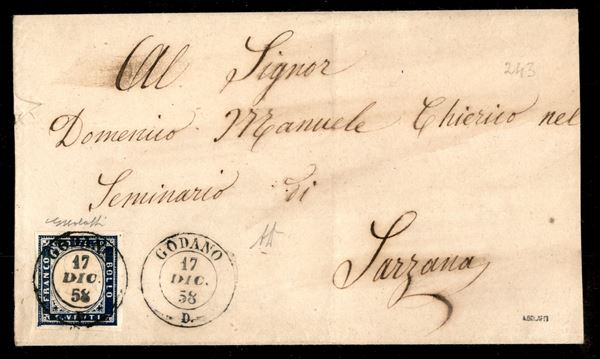 Al Signor
243
Domenico Manuele Chierico nel
Seminario di
Sarzana
GODANO
17
DIC.
58
D.
FRANCO
BOLLO
C. VENTI
GODANO
17
DIC.
58
D.